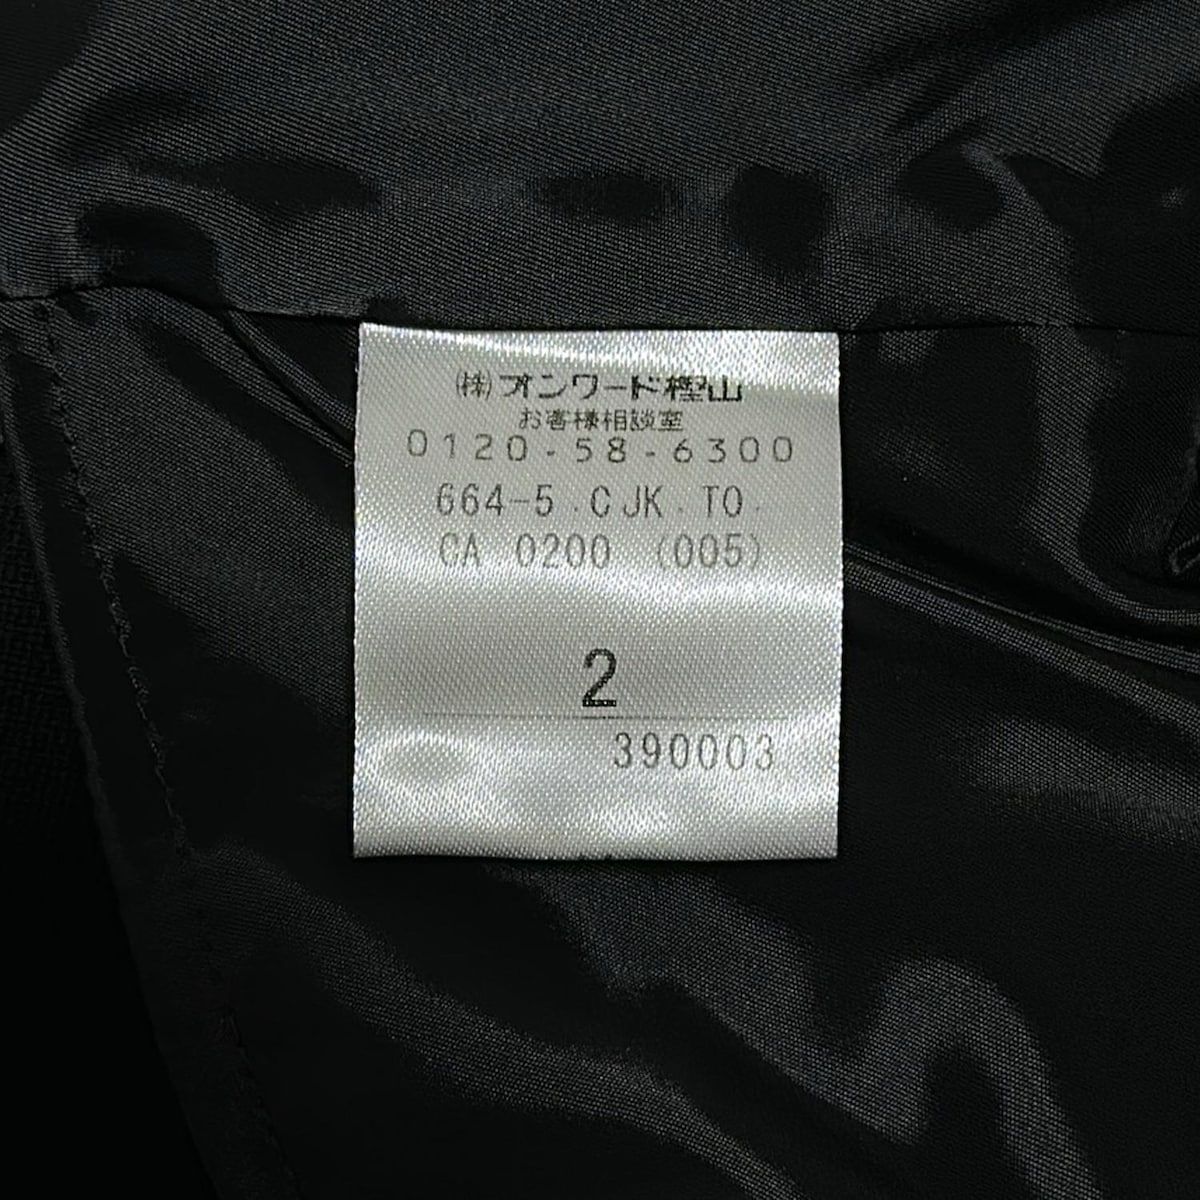 (株)オンワード樫山
お客様相談室
0120-58-6300
664-5.CJK.TO.
CA 0200 (005)
2
390003